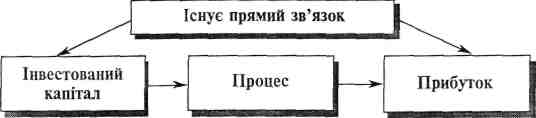 Існує прямий зв’язок
Інвестований
капітал
Процес
Прибуток